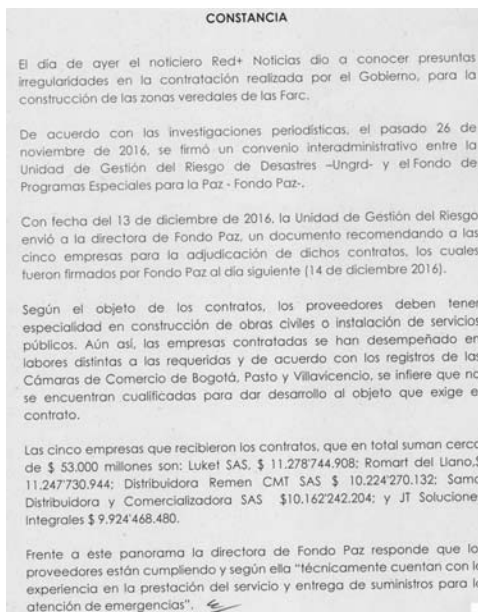 CONSTANCIA
El día de ayer el noticiero Red+ Noticias dio a conocer presuntas
irregularidades en la contratación realizada por el Gobierno, para la
construcción de las zonas veredales de las Farc.
De acuerdo con las investigaciones periodísticas, el pasado 26 de
noviembre de 2016, se firmó un convenio interadministrativo entre la
Unidad de Gestión del Riesgo de Desastres –Ungrd- y el Fondo de
Programas Especiales para la Paz - Fondo Paz-.
Con fecha del 13 de diciembre de 2016, la Unidad de Gestión del Riesgo
envió a la directora de Fondo Paz, un documento recomendando a las
cinco empresas para la adjudicación de dichos contratos, los cuales
fueron firmados por Fondo Paz al día siguiente (14 de diciembre 2016).
Según el objeto de los contratos, los proveedores deben tener
especialidad en construcción de obras civiles o instalación de servicios
públicos. Aún así, las empresas contratadas se han desempeñado en
labores distintas a las requeridas y de acuerdo con los registros de las
Cámaras de Comercio de Bogotá, Pasto y Villavicencio, se infiere que no
se encuentran cualificadas para dar desarrollo al objeto que exige el
contrato.
Las cinco empresas que recibieron los contratos, que en total suman cerca
de $ 53.000 millones son: Luket SAS, $ 11.278'744.908; Romart del Llano,$
11.247'730.944; Distribuidora Remen CMT SAS $ 10.224'270.132; Samo
Distribuidora y Comercializadora SAS $10.162'242.204; y JT Solucione
Integrales $ 9.924'468.480.
Frente a este panorama la directora de Fondo Paz responde que lo
proveedores están cumpliendo y según ella "técnicamente cuentan con l
experiencia en la prestación del servicio y entrega de suministros para l
atención de emergencias".